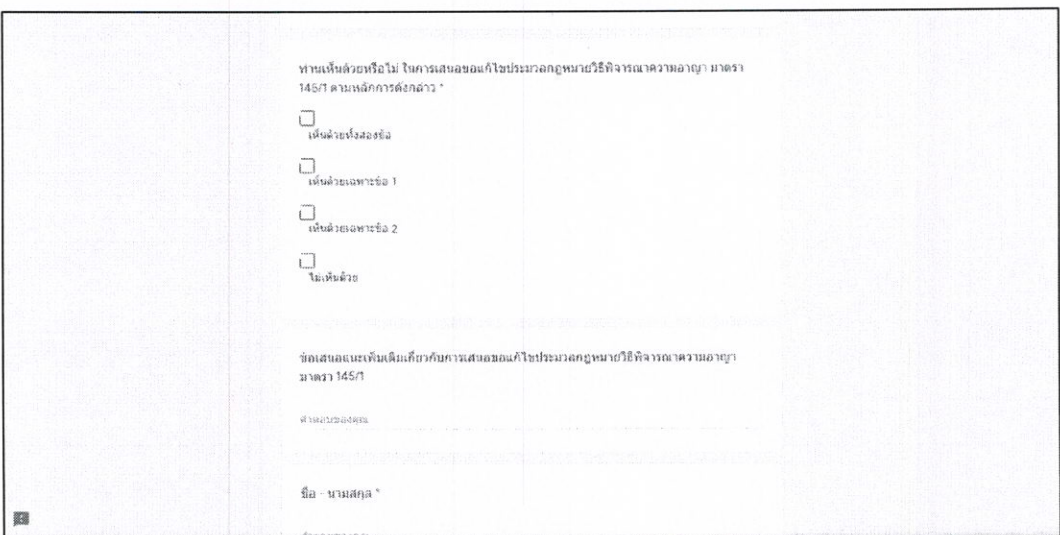 ท่านเห็นด้วยหรือไม่ ในการเสนอขอแก้ไขประมวลกฎหมายวิธีพิจารณาความอาญา มาตรา
145/1 ตามหลักการดังกล่าว *
เห็นด้วยทั้งสองข้อ
เห็นด้วยเฉพาะข้อ 1
เห็นด้วยเฉพาะข้อ 2
ไม่เห็นด้วย
ข้อเสนอแนะเพิ่มเติมเกี่ยวกับการเสนอขอแก้ไขประมวลกฎหมายวิธีพิจารณาความอาญา
มาตรา 145/1
คำตอบของคุณ
ชื่อ - นามสกุล *